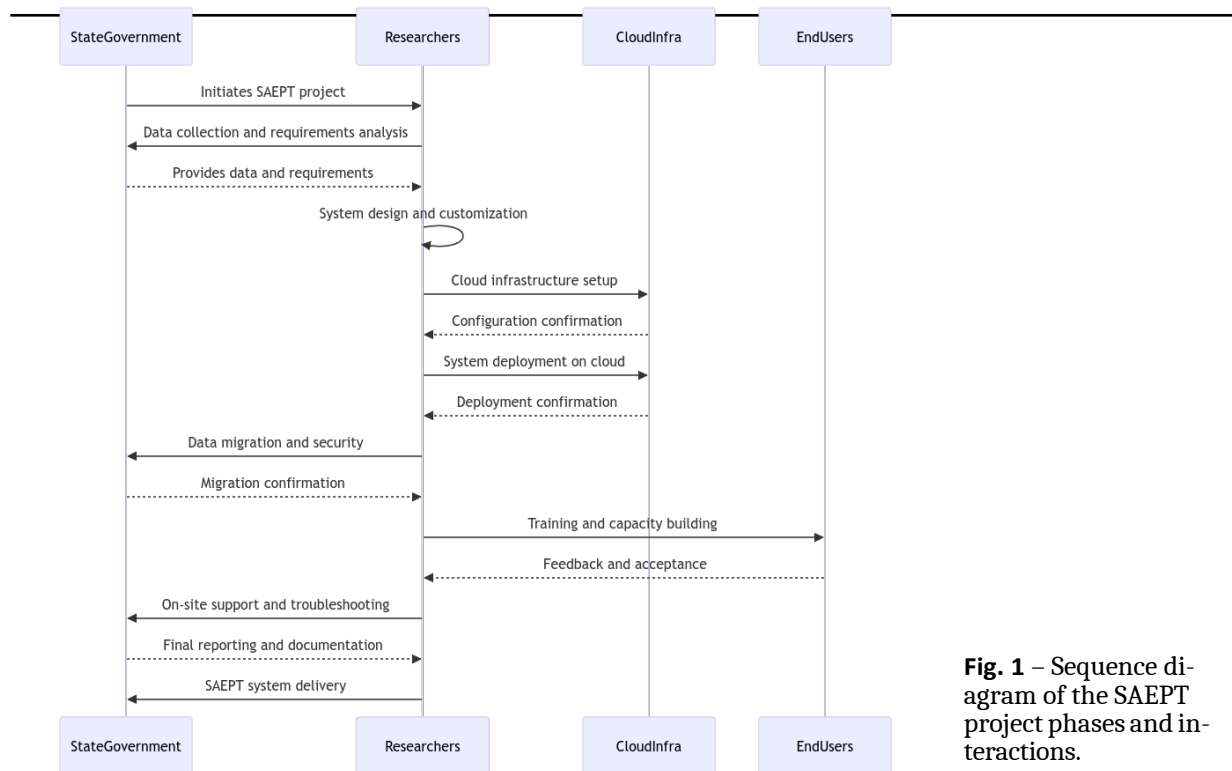 StateGovernment Researchers CloudInfra EndUsers
Initiates SAEPT project
Data collection and requirements analysis
Provides data and requirements
System design and customization
Cloud infrastructure setup
Configuration confirmation
System deployment on cloud
Deployment confirmation
Data migration and security
Migration confirmation
Training and capacity building
Feedback and acceptance
On-site support and troubleshooting
Final reporting and documentation
SAEPT system delivery
StateGovernment Researchers CloudInfra EndUsers
Fig. 1 – Sequence di-
agram of the SAEPT
project phases and in-
teractions.